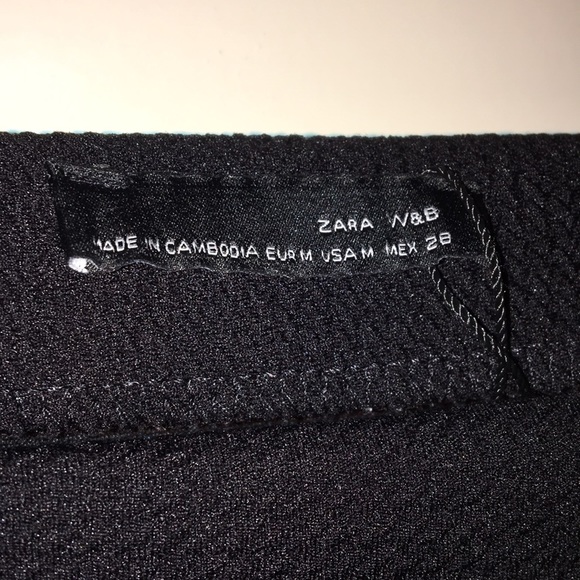 ZARA W&B
MADE IN CAMBODIA EUR M USA M MEX 28